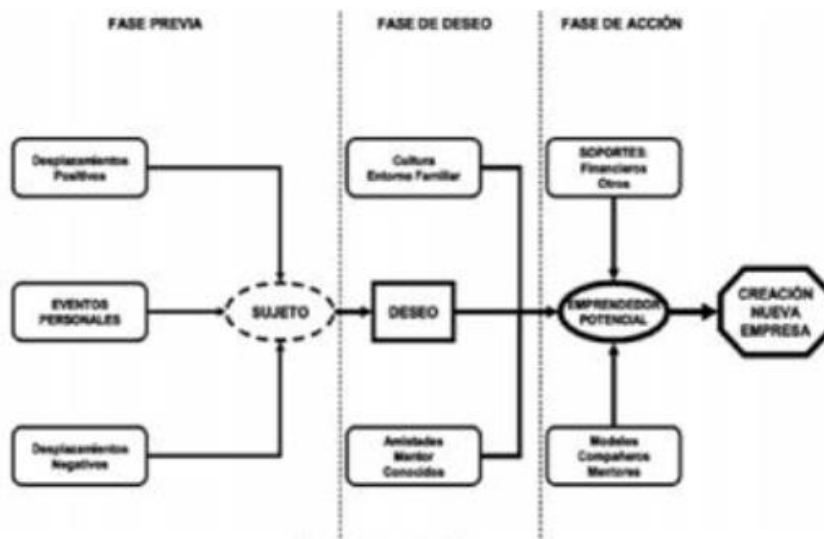 FASE PREVIA
FASE DE DESEO
FASE DE ACCIÓN
Desplazamientos
Positivos
Cultura
Entorno Familiar
SOPORTES:
Financieros
Otros
EVENTOS
PERSONALES
SUJETO
DESEO
EMPRENDEDOR
POTENCIAL
CREACIÓN
NUEVA
EMPRESA
Desplazamientos
Negativos
Amistades
Mentor
Conocidos
Modelos
Compañeros
Mentores